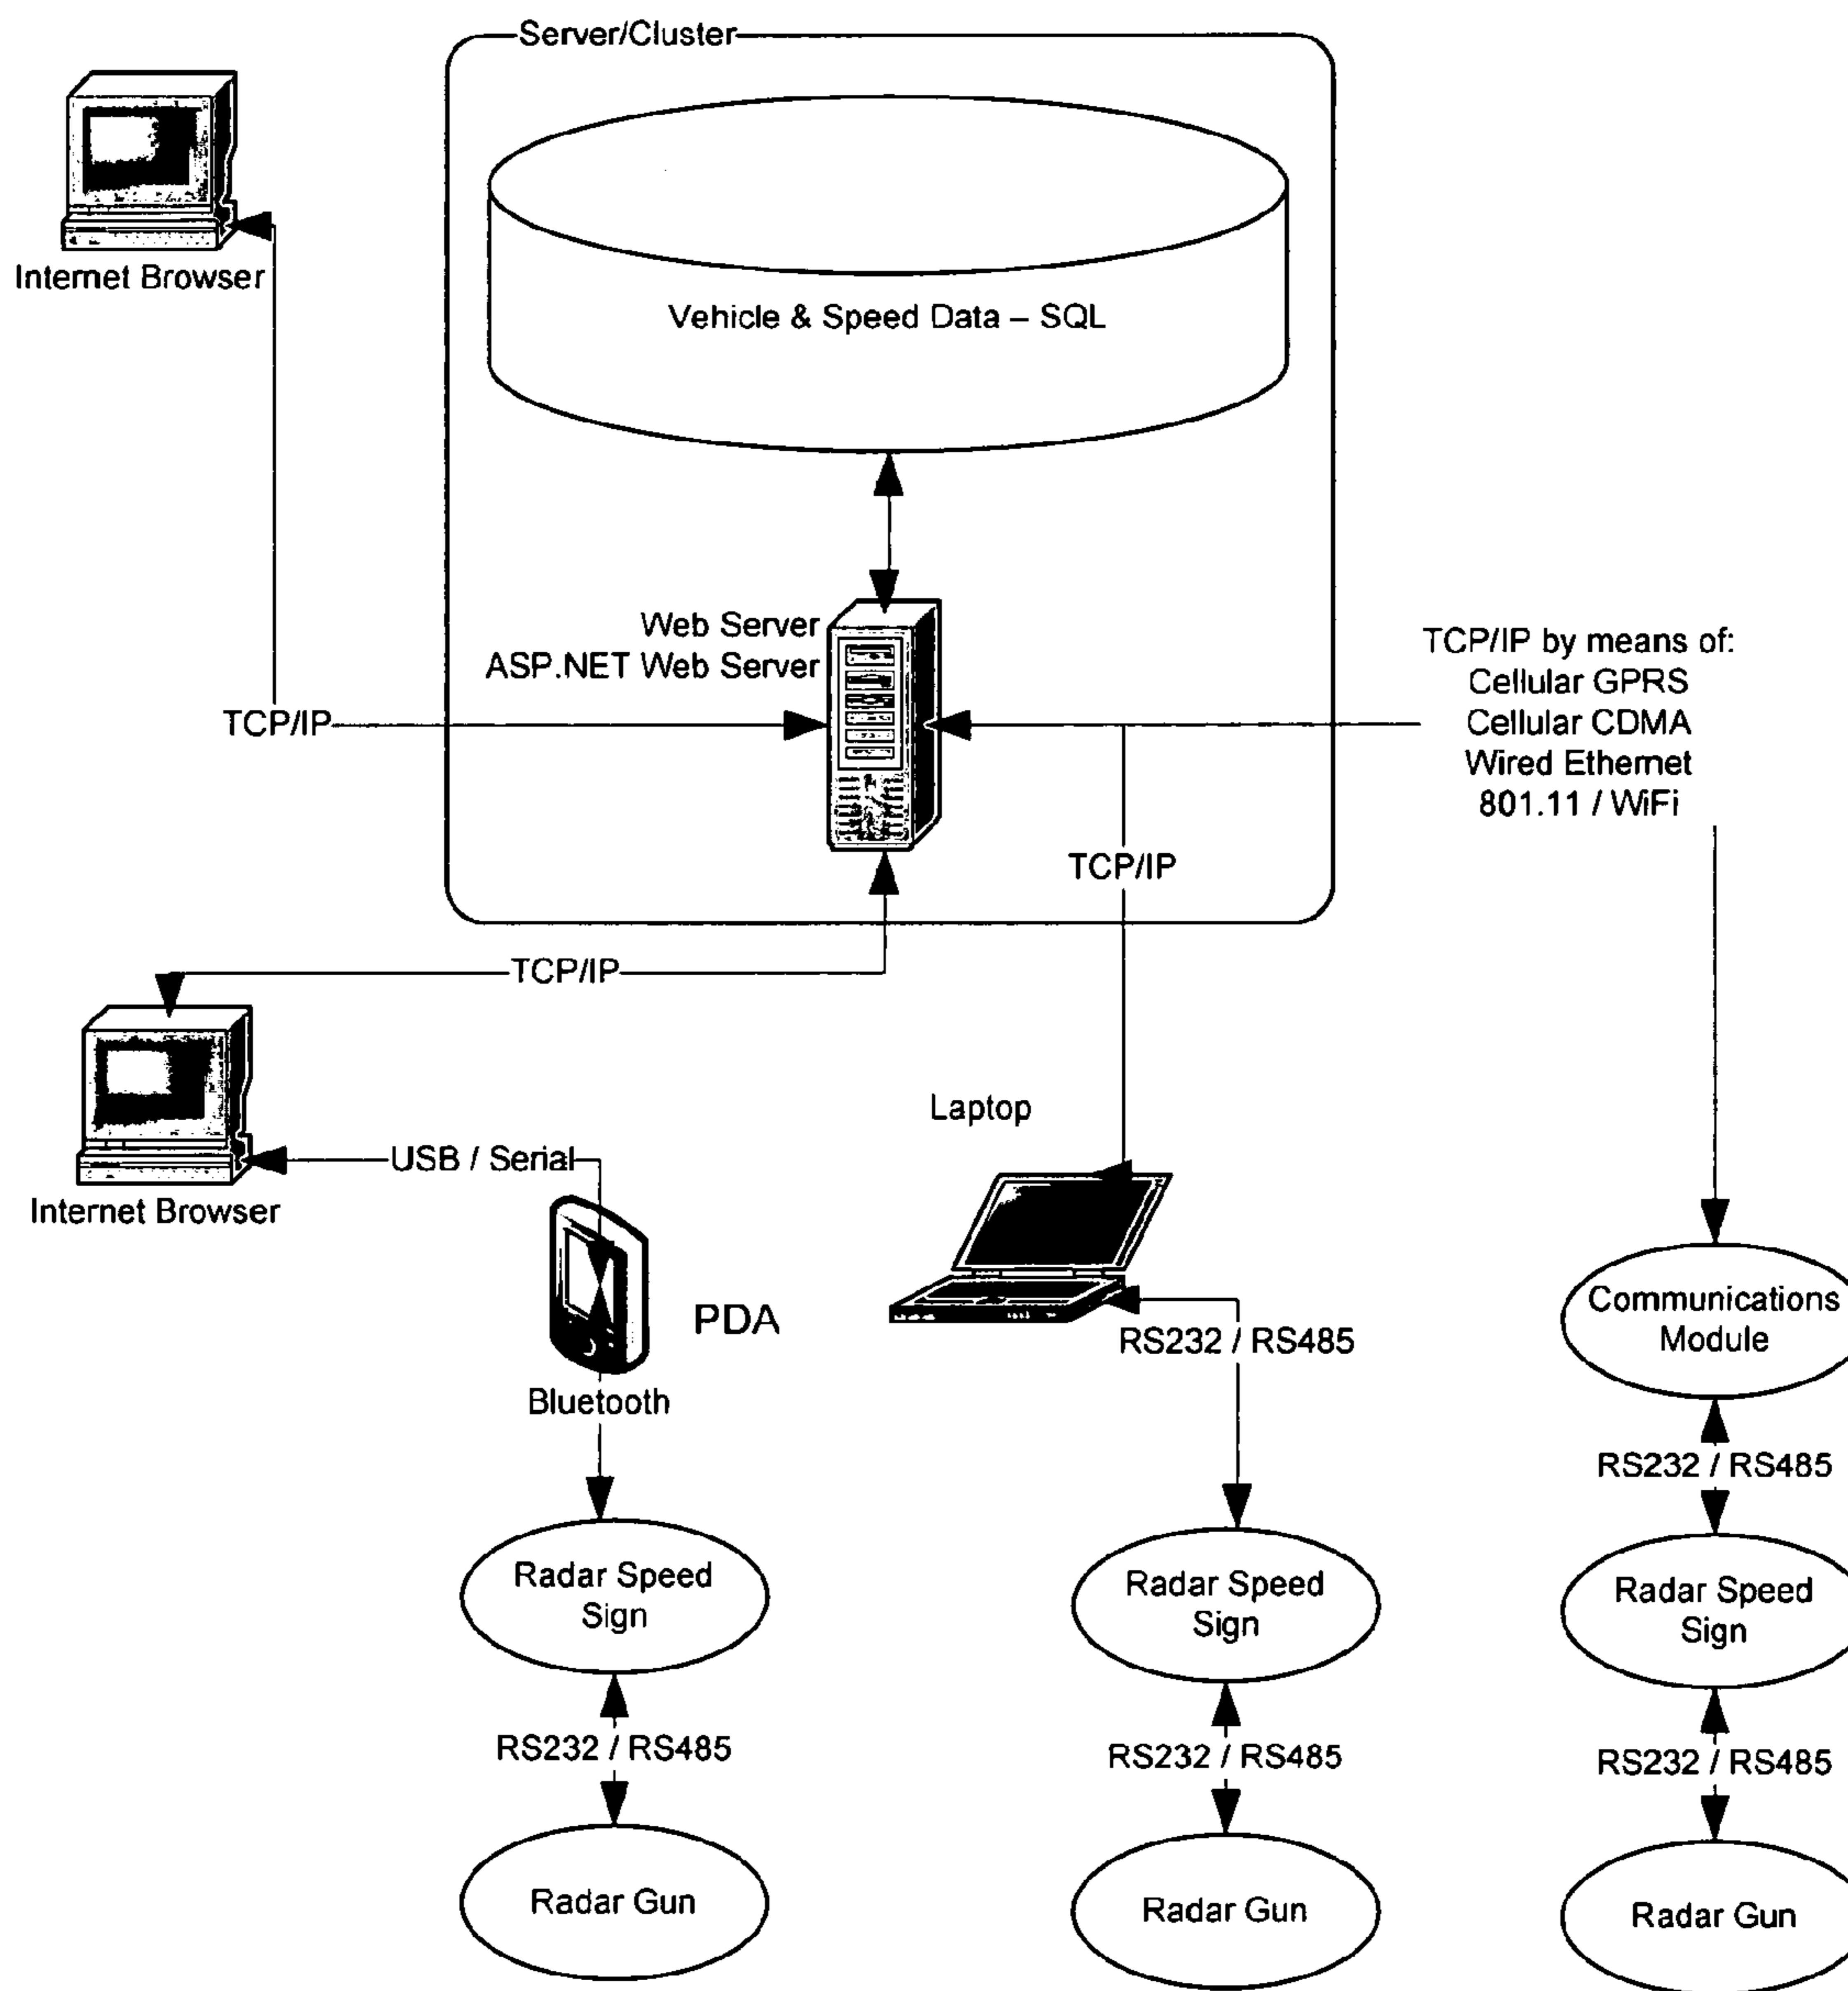 Server/Cluster
Internet Browser
Vehicle & Speed Data – SQL
Web Server
ASP.NET Web Server
TCP/IP by means of:
Cellular GPRS
Cellular CDMA
Wired Ethernet
801.11 / WiFi
TCP/IP
TCP/IP
TCP/IP
Laptop
USB / Serial
Internet Browser
PDA
Communications
Module
RS232 / RS485
Bluetooth
RS232 / RS485
Radar Speed
Sign
Radar Speed
Sign
Radar Speed
Sign
RS232 / RS485
RS232 / RS485
RS232 / RS485
Radar Gun
Radar Gun
Radar Gun